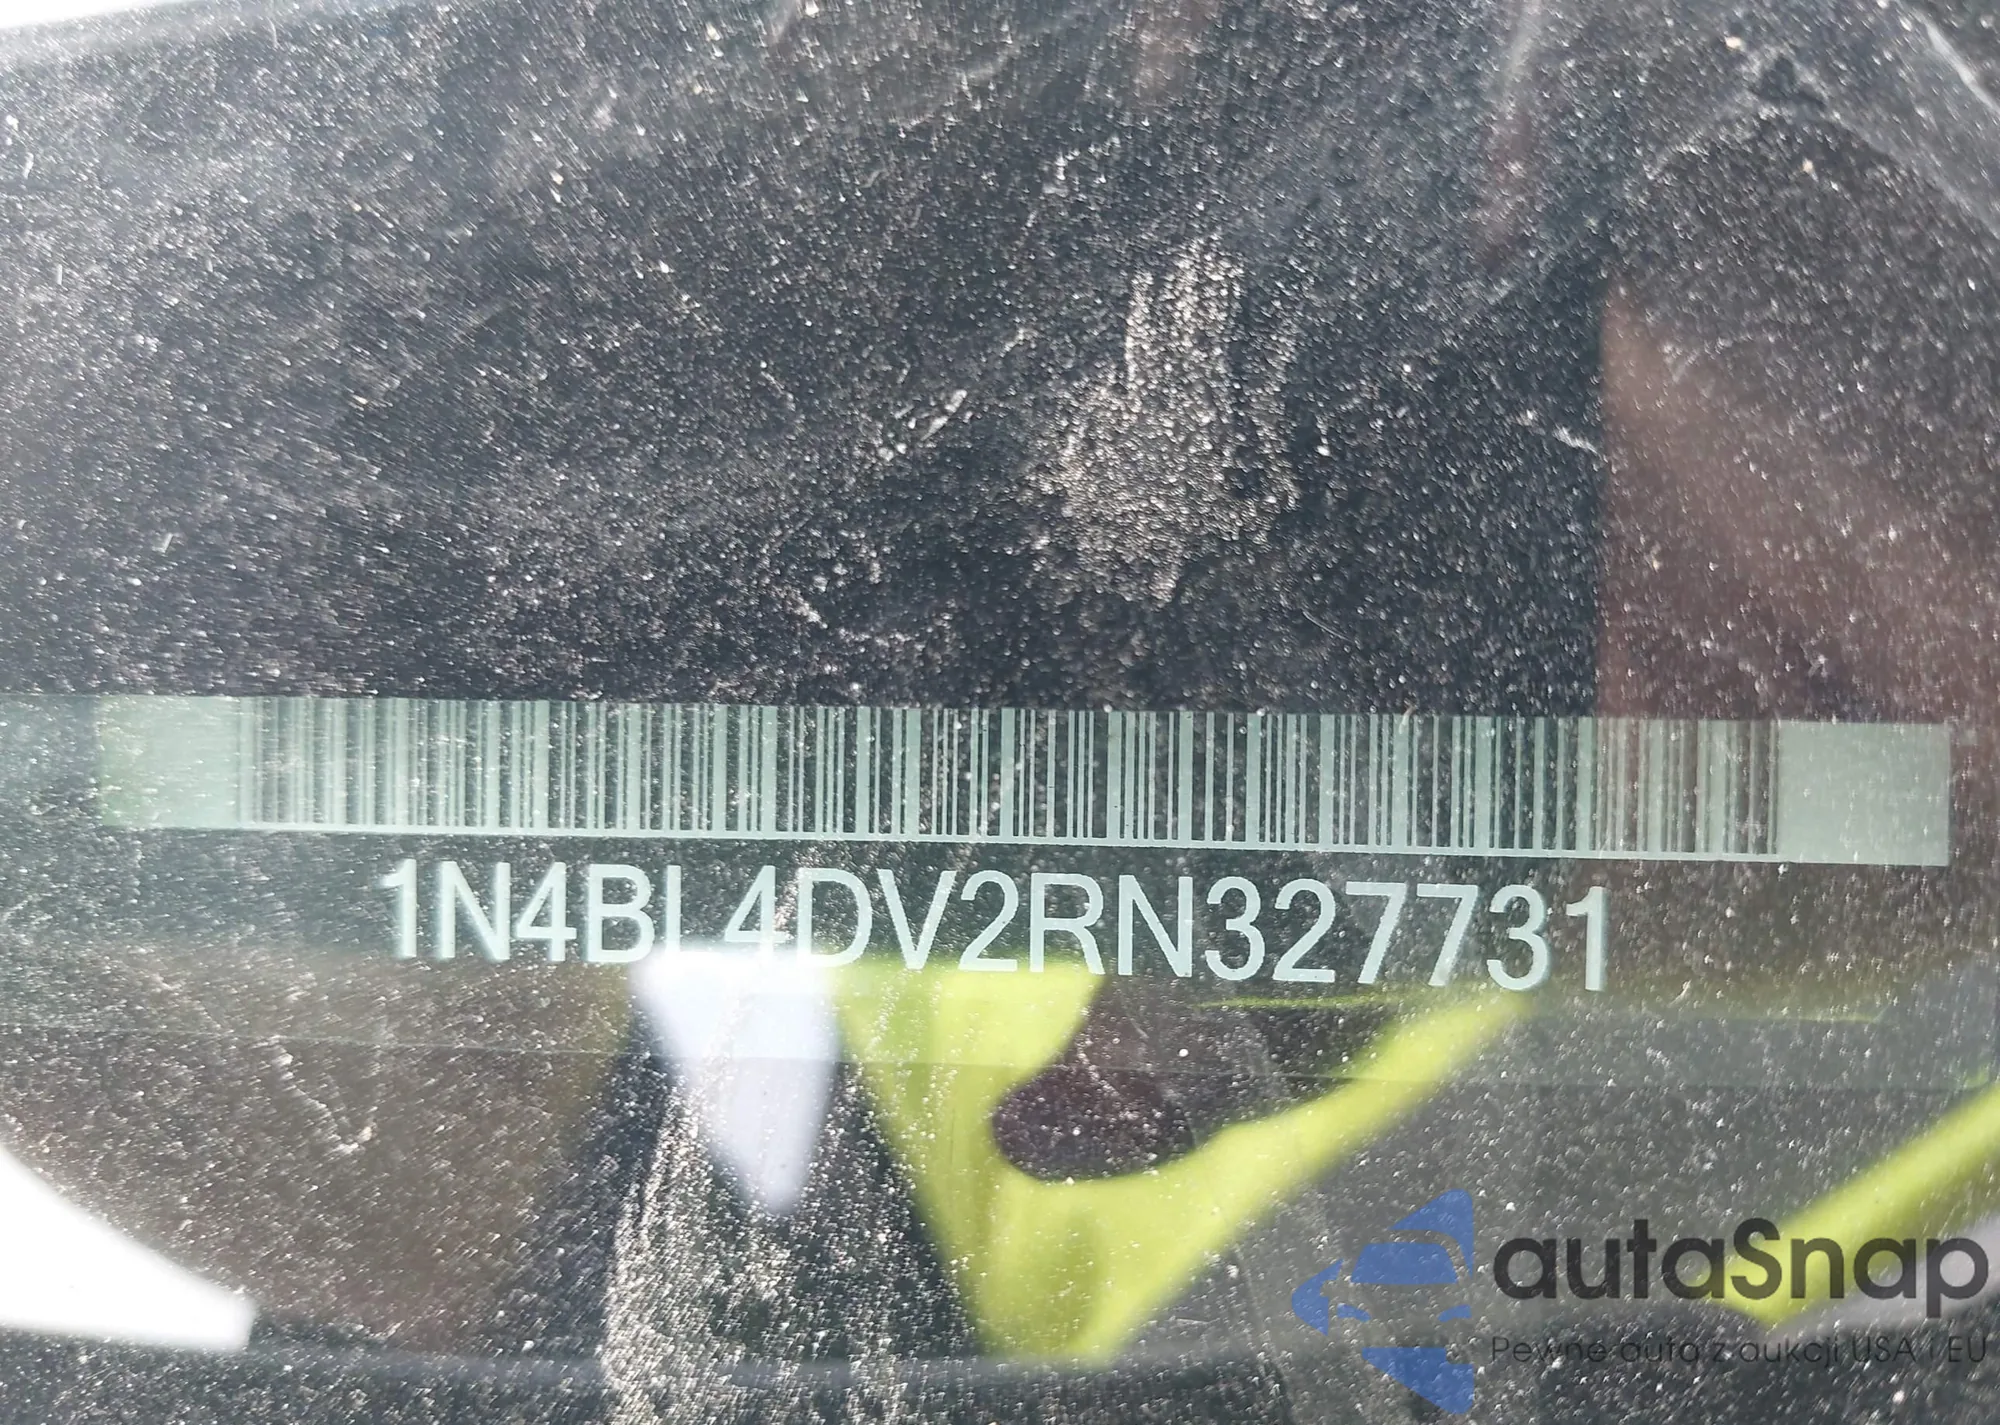 1N4BL4DV2RN327731
autaSnap
Pewne auta z aukcji USA i EU